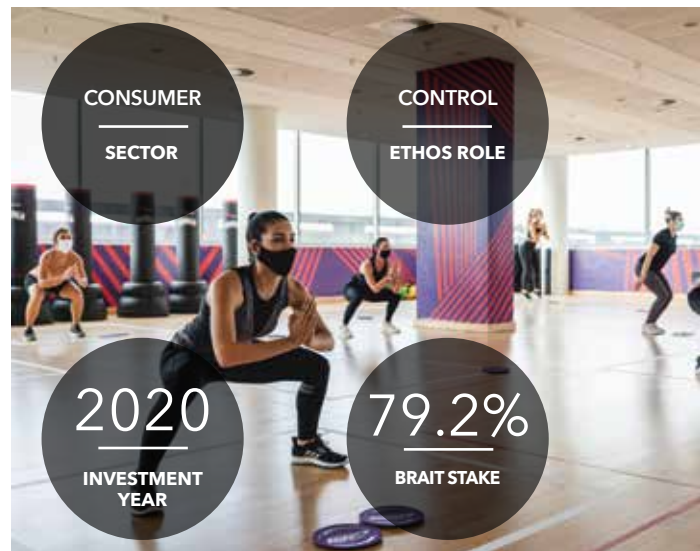 CONSUMER
SECTOR
CONTROL
ETHOS ROLE
2020
INVESTMENT
YEAR
79.2%
BRAIT STAKE